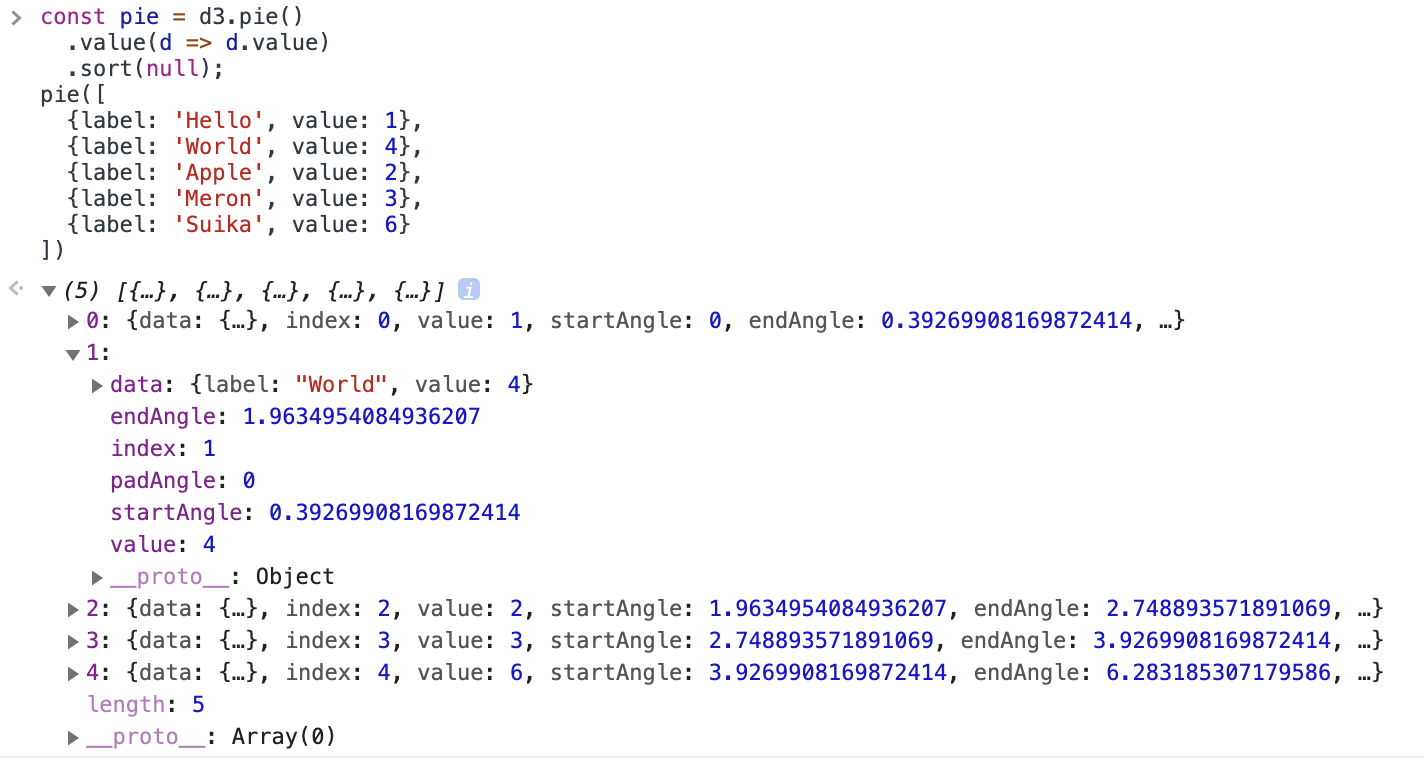 const pie = d3.pie()
.value(d => d.value)
.sort(null);
pie([
{label: 'Hello', value: 1},
{label: 'World', value: 4},
{label: 'Apple', value: 2},
{label: 'Meron', value: 3},
{label: 'Suika', value: 6}
])
(5) [{…}, {…}, {…}, {…}, {…}] i
0: {data: {…}, index: 0, value: 1, startAngle: 0, endAngle: 0.39269908169872414, …}
1:
data: {label: "World", value: 4}
endAngle: 1.9634954084936207
index: 1
padAngle: 0
startAngle: 0.39269908169872414
value: 4
__proto__: Object
2: {data: {…}, index: 2, value: 2, startAngle: 1.9634954084936207, endAngle: 2.748893571891069, …}
3: {data: {…}, index: 3, value: 3, startAngle: 2.748893571891069, endAngle: 3.9269908169872414, …}
4: {data: {…}, index: 4, value: 6, startAngle: 3.9269908169872414, endAngle: 6.283185307179586, …}
length: 5
__proto__: Array(0)